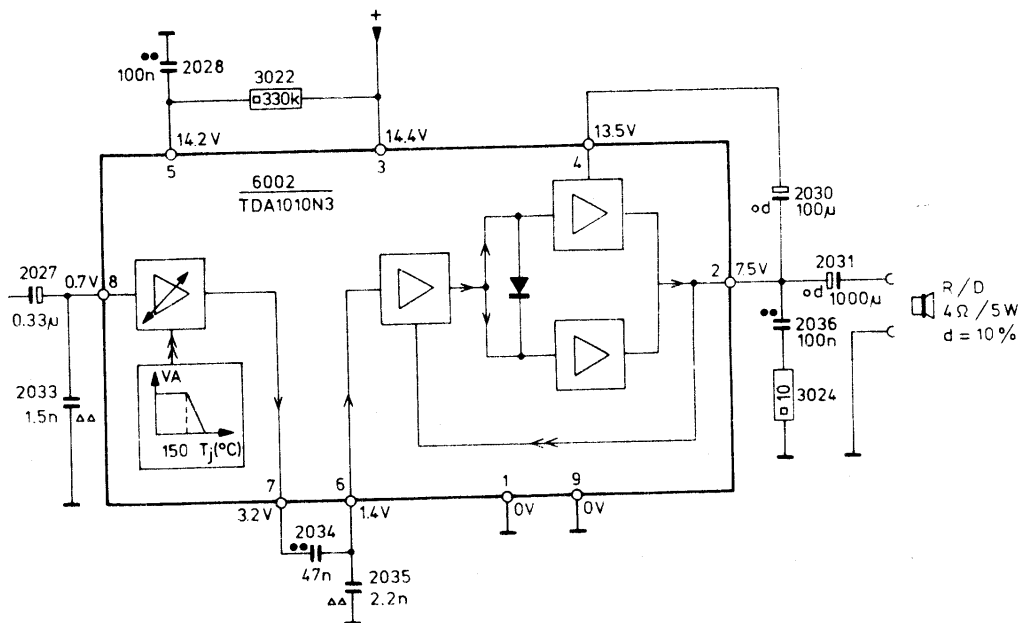 +
2028
100n
3022
330k
14.2V
14.4V
13.5V
5
3
4
6002
TDA1010N3
2030
100µ
od
2027
0.7V
8
0.33µ
2
7.5V
2031
od
1000µ
R/D
4Ω/5W
d=10%
2036
100n
VA
2033
1.5n
ΔΔ
150
Tj(°C)
10
3024
7
6
1
9
3.2V
1.4V
0V
0V
2034
47n
2035
ΔΔ
2.2n